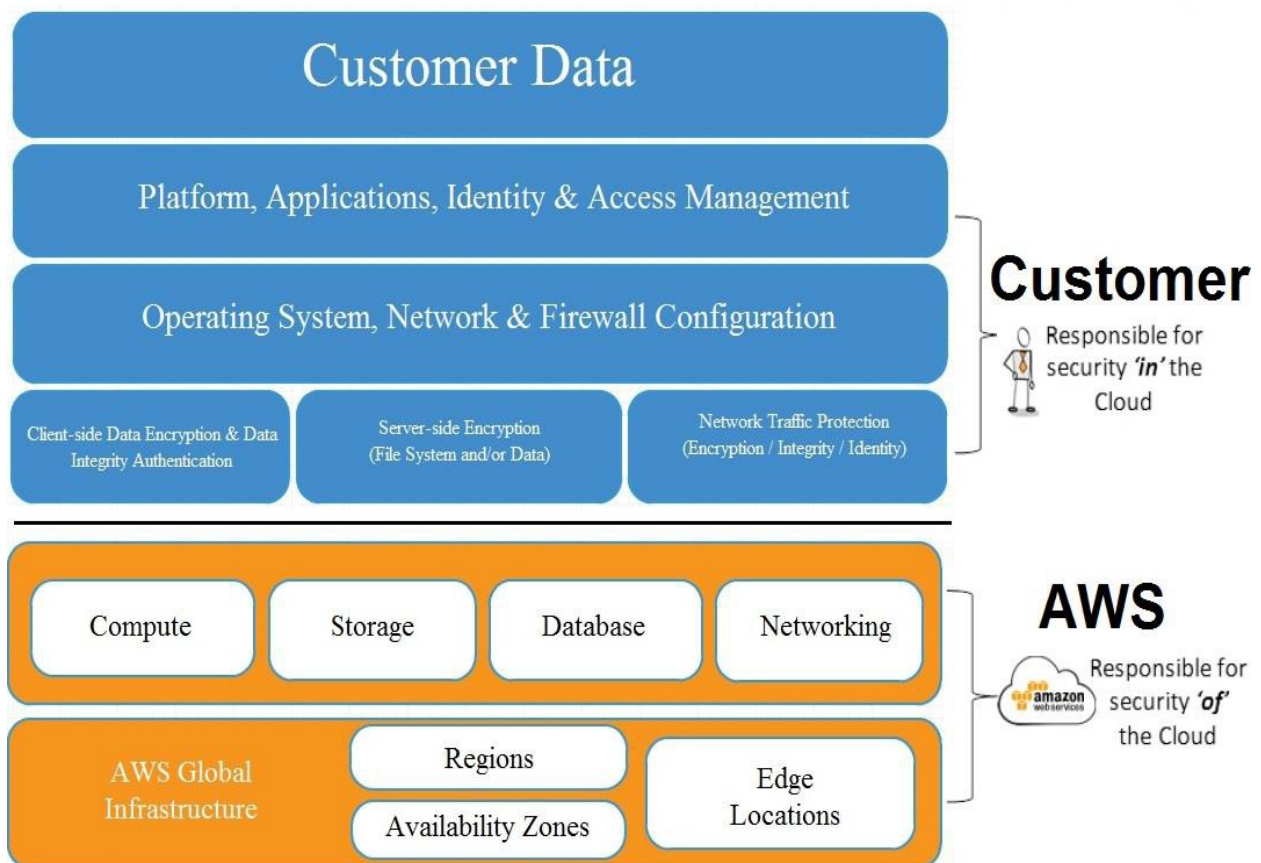 Customer Data
Platform, Applications, Identity & Access Management
Operating System, Network & Firewall Configuration
Client-side Data Encryption & Data
Integrity Authentication
Server-side Encryption
(File System and/or Data)
Network Traffic Protection
(Encryption / Integrity / Identity)
Customer
Responsible for
security 'in' the
Cloud
Compute
Storage
Database
Networking
AWS Global
Infrastructure
Regions
Availability Zones
Edge
Locations
AWS
amazon
webservices
Responsible for
security 'of'
the Cloud